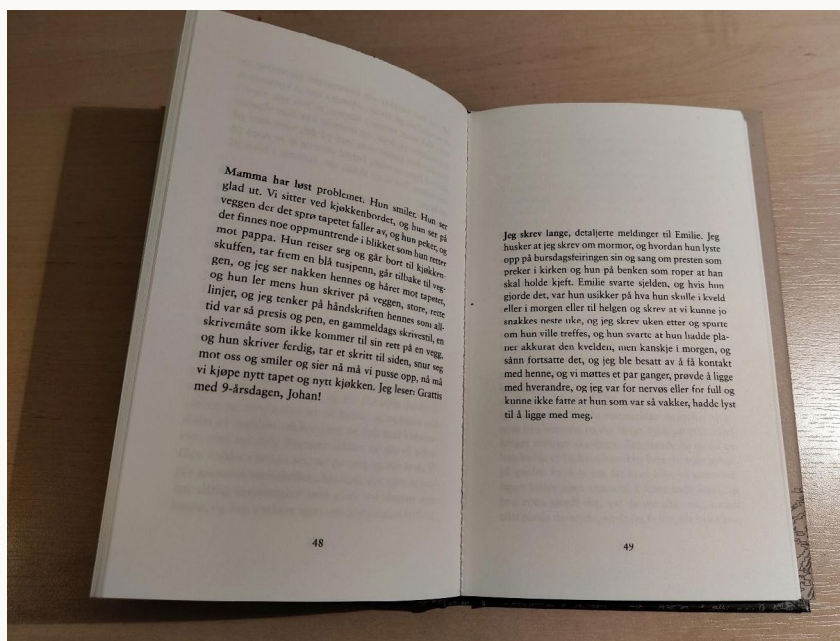 Mamma har løst problemet. Hun smiler. Hun ser
glad ut. Vi sitter ved kjøkkenbordet, og hun ser på
veggen der det sprø tapetet faller av, og hun peker, og
det finnes noe oppmuntrende i blikket som hun retter
mot pappa. Hun reiser seg og går bort til kjøkken-
skuffen, tar frem en blå tusjpenn, går tilbake til veg-
gen, og jeg ser nakken hennes og håret mot tapetet,
og hun ler mens hun skriver på veggen, store, rette
linjer, og jeg tenker på håndskriften hennes som all-
tid var så presis og pen, en gammeldags skrivestil, en
skrivemåte som ikke kommer til sin rett på en vegg,
og hun skriver ferdig, tar et skritt til siden, snur seg
mot oss og smiler og sier nå må vi pusse opp, nå må
vi kjøpe nytt tapet og nytt kjøkken. Jeg leser: Grattis
med 9-årsdagen, Johan!
48
Jeg skrev lange, detaljerte meldinger til Emilie. Jeg
husker at jeg skrev om mormor, og hvordan hun lyste
opp på bursdagsfeiringen sin og sang om presten som
preker i kirken og hun på benken som roper at han
skal holde kjeft. Emilie svarte sjelden, og hvis hun
gjorde det, var hun usikker på hva hun skulle i kveld
eller i morgen eller til helgen og skrev at vi kunne jo
snakkes neste uke, og jeg skrev uken etter og spurte
om hun ville treffes, og hun svarte at hun hadde pla-
ner akkurat den kvelden, men kanskje i morgen, og
sånn fortsatte det, og jeg ble besatt av å få kontakt
med henne, og vi møttes et par ganger, prøvde å ligge
med hverandre, og jeg var for nervøs eller for full og
kunne ikke fatte at hun som var så vakker, hadde lyst
til å ligge med meg.
49